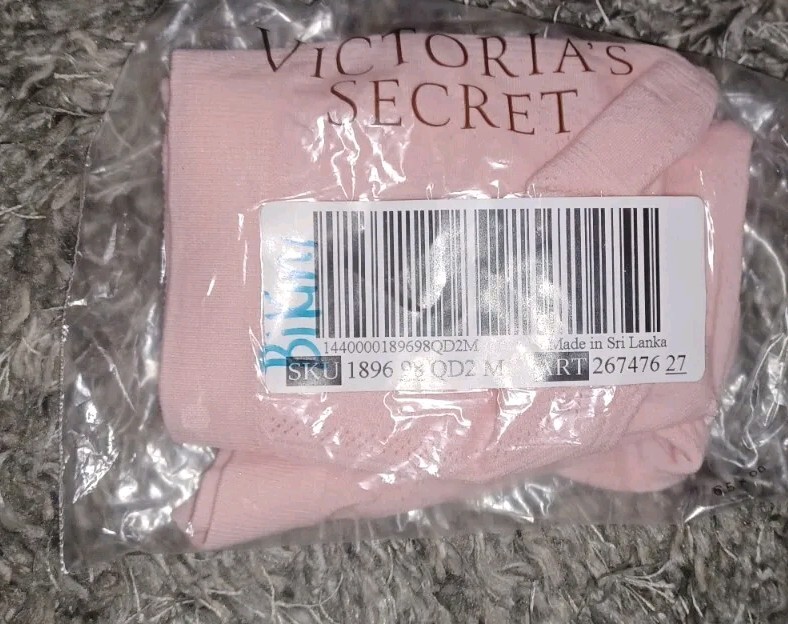 VICTORIA'S
SECRET
Bikini
1440000189698QD2M
Made in Sri Lanka
SKU 1896 98 QD2 M
ART 267476 27